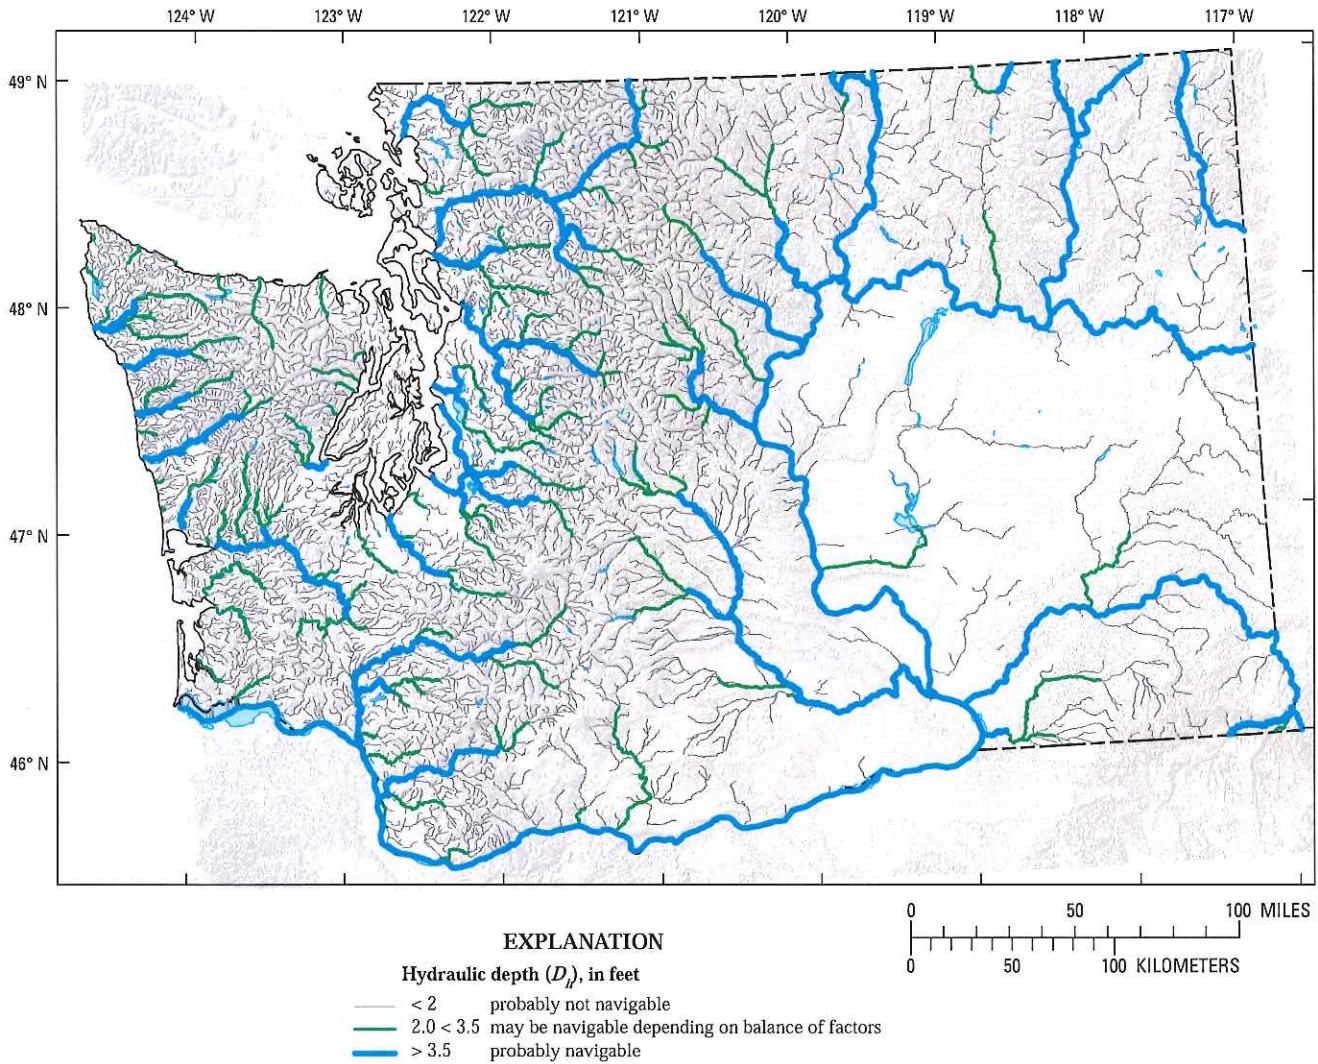 124° W 123° W 122° W 121° W 120° W 119° W 118° W 117° W
49° N
48° N
47° N
46° N
0 50 100 MILES
0 50 100 KILOMETERS
EXPLANATION
Hydraulic depth (Dh), in feet
< 2 probably not navigable
2.0 < 3.5 may be navigable depending on balance of factors
> 3.5 probably navigable